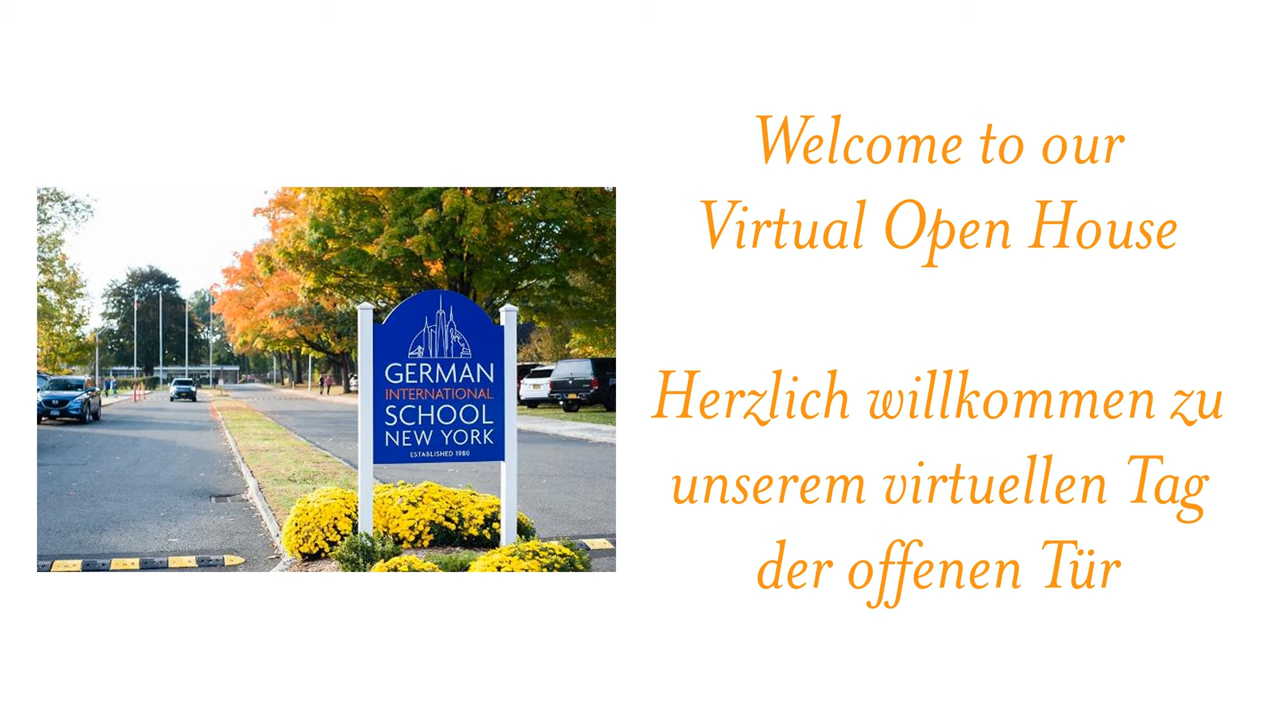 Welcome to our
Virtual Open House
Herzlich willkommen zu
unserem virtuellen Tag
der offenen Tür
GERMAN
INTERNATIONAL
SCHOOL
NEW YORK
ESTABLISHED 1980